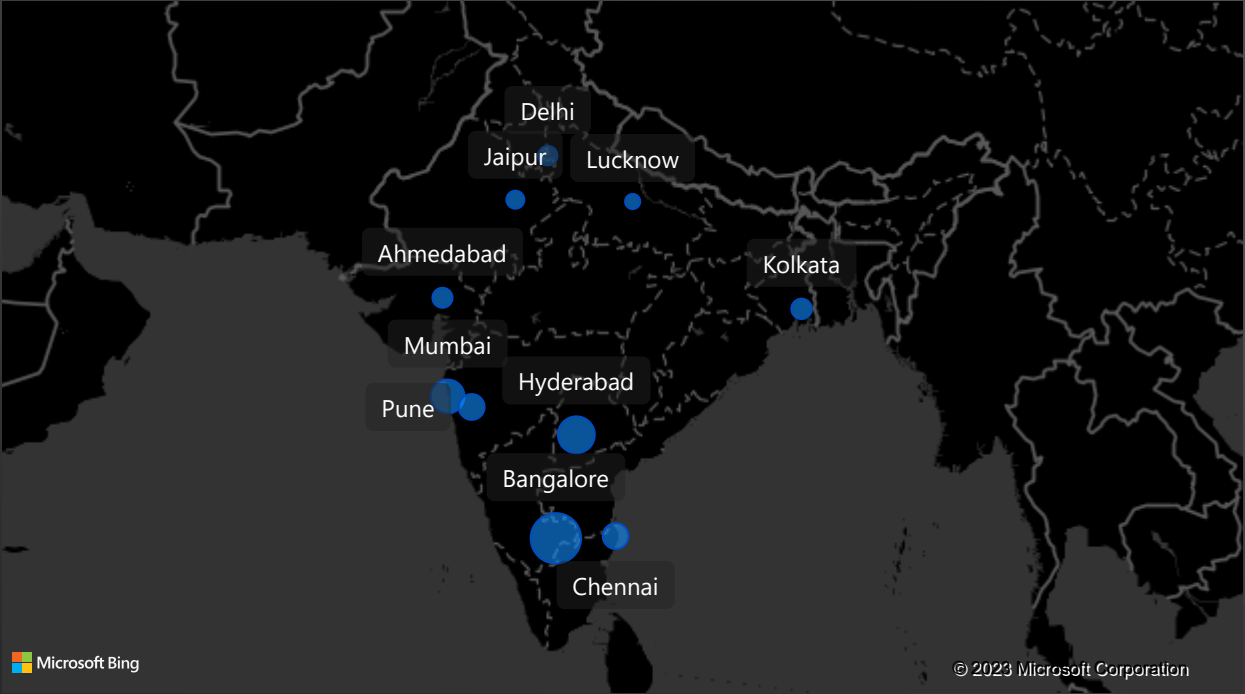 Delhi
Jaipur
Lucknow
Ahmedabad
Kolkata
Mumbai
Hyderabad
Pune
Bangalore
Chennai
Microsoft Bing
© 2023 Microsoft Corporation